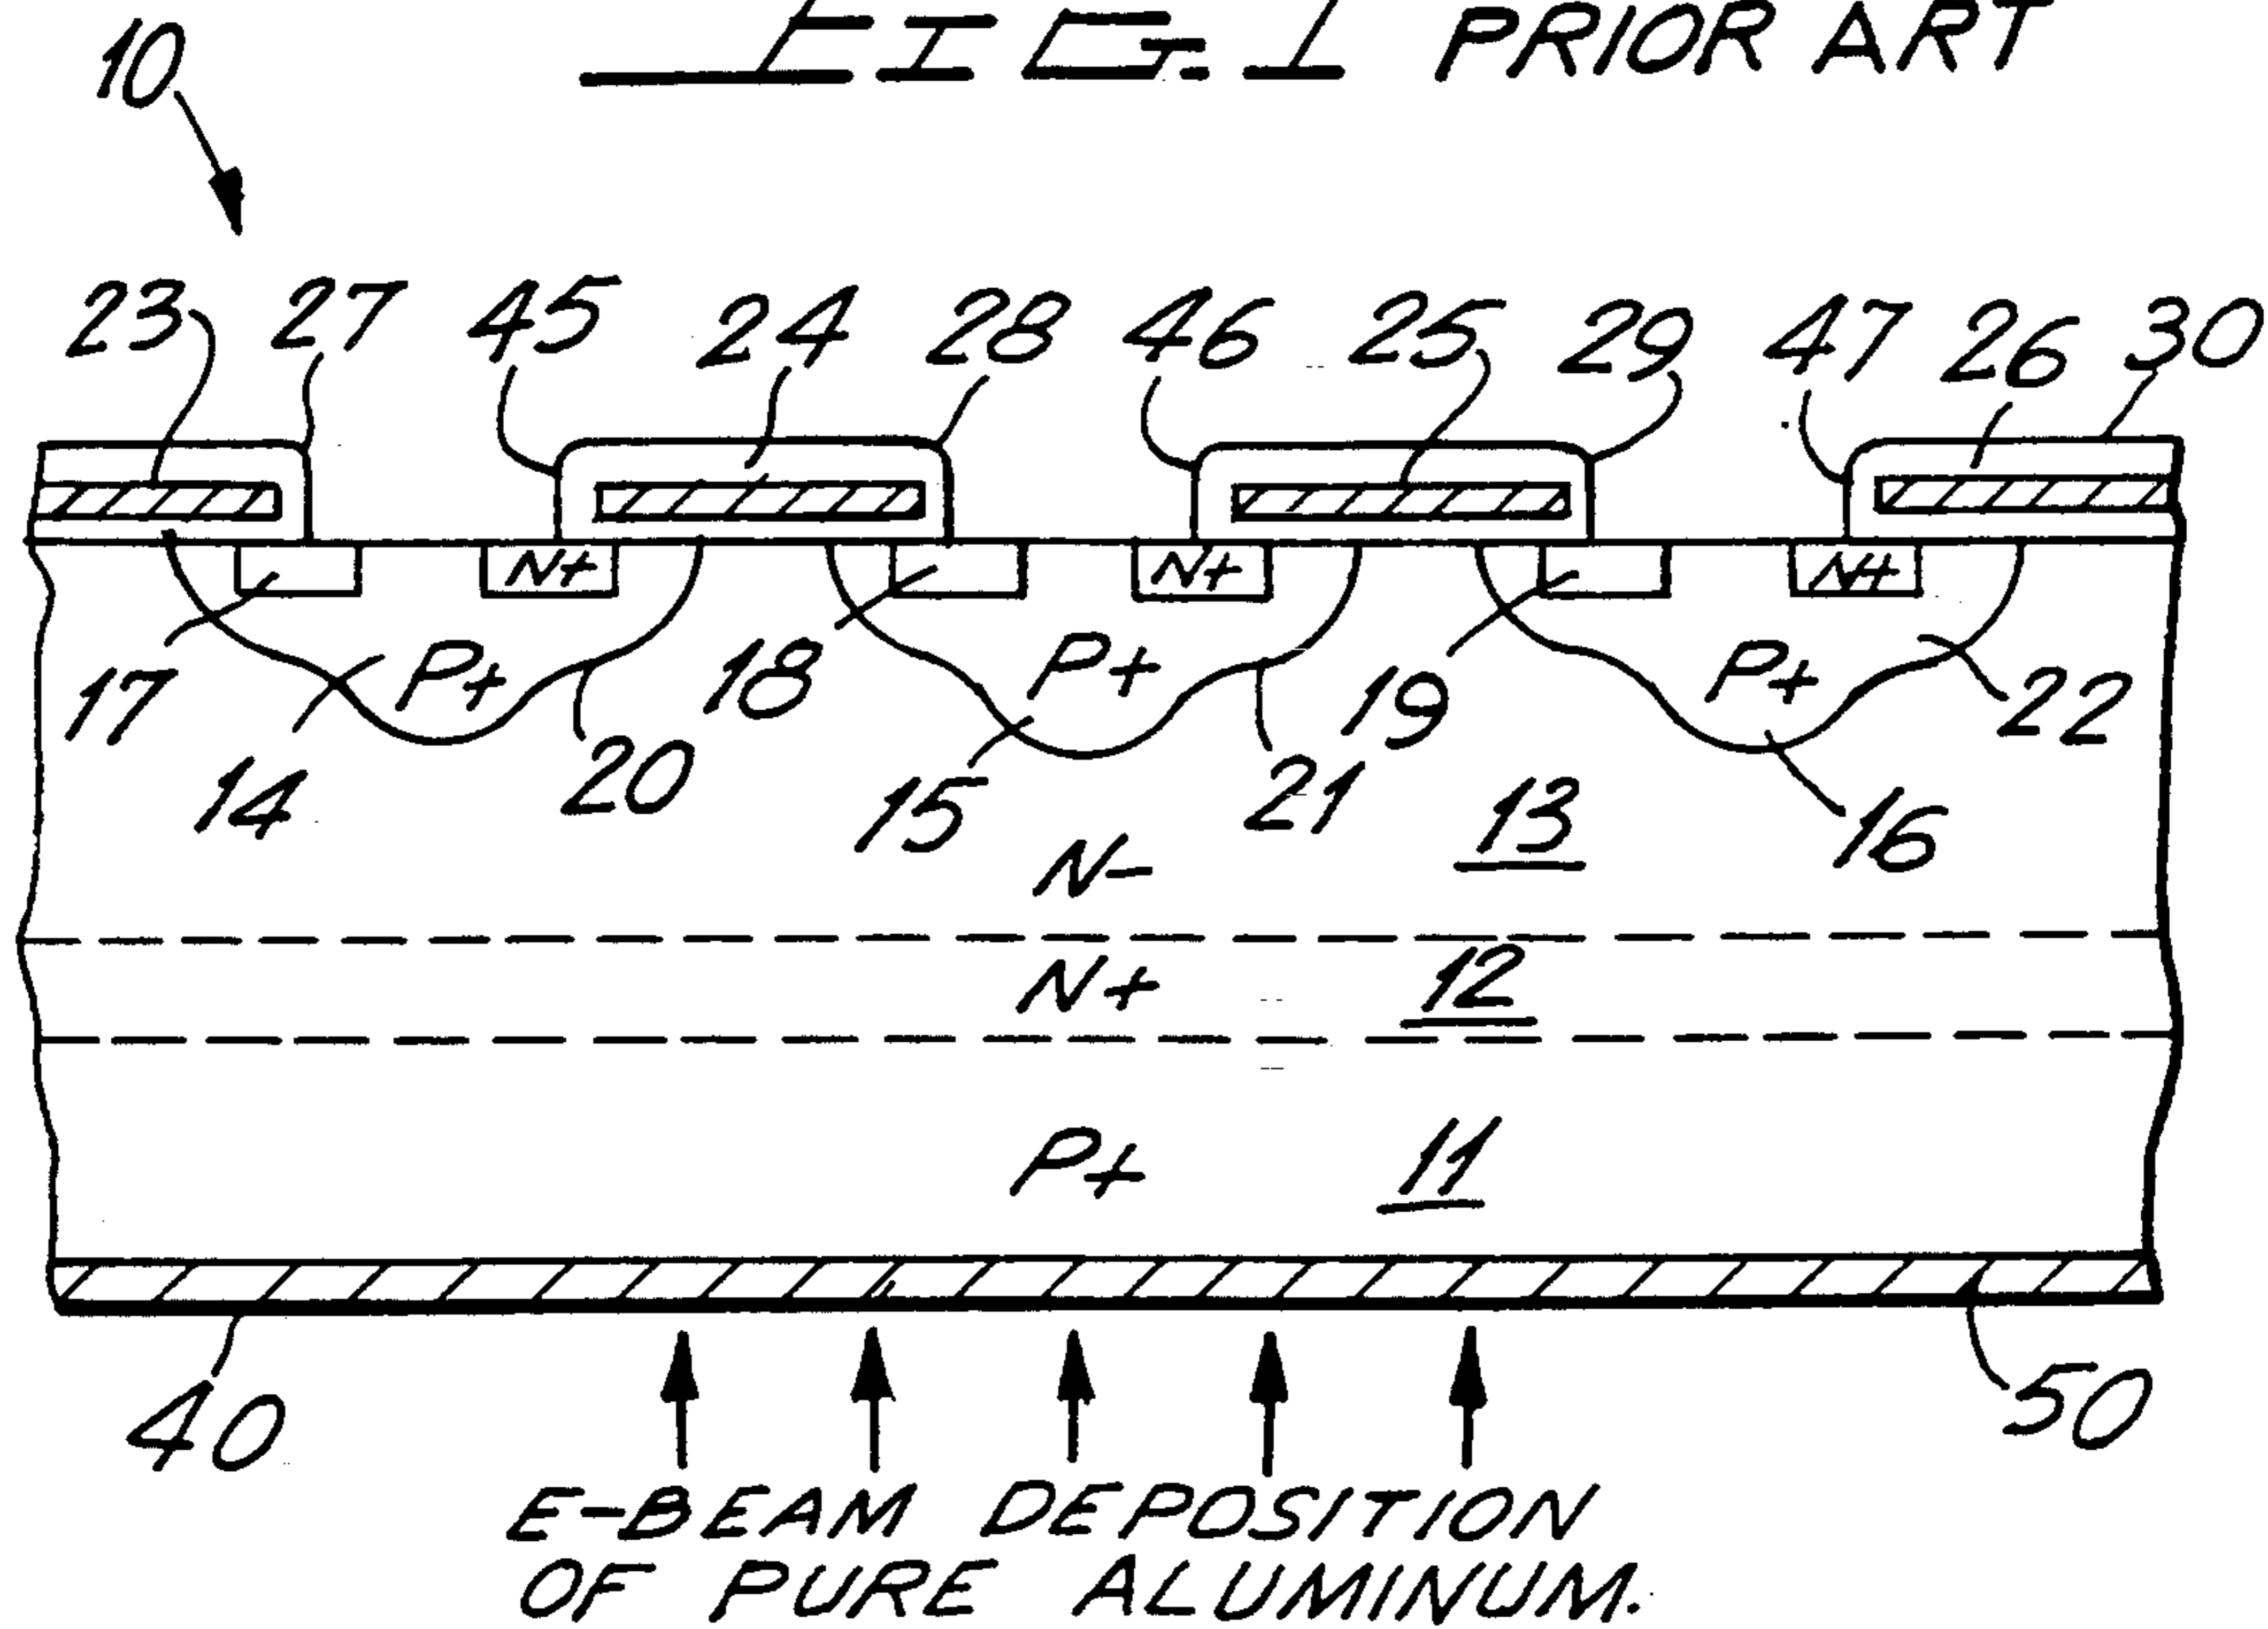 FIG. 1 PRIOR ART
10
23 27 45 24 28 46 25 29 47 26 30
N+ N+ N+
P+ P+ P+
17 18 19 22
14 20 15 21 13 16
N-
N+ 12
P+ 11
40 50
E-BEAM DEPOSITION
OF PURE ALUMINUM.